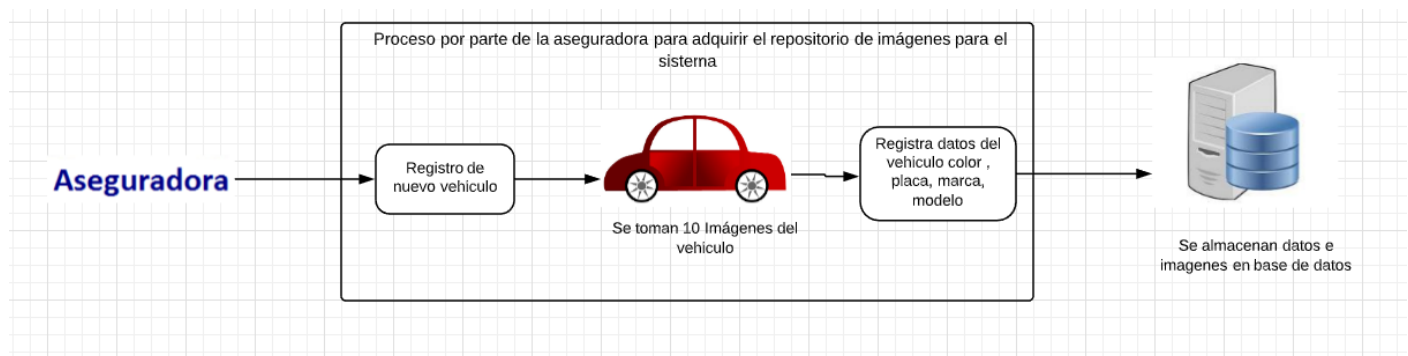 Proceso por parte de la aseguradora para adquirir el repositorio de imágenes para el
sistema
Aseguradora
Registro de
nuevo vehiculo
Se toman 10 Imágenes del
vehiculo
Registra datos del
vehiculo color ,
placa, marca,
modelo
Se almacenan datos e
imagenes en base de datos